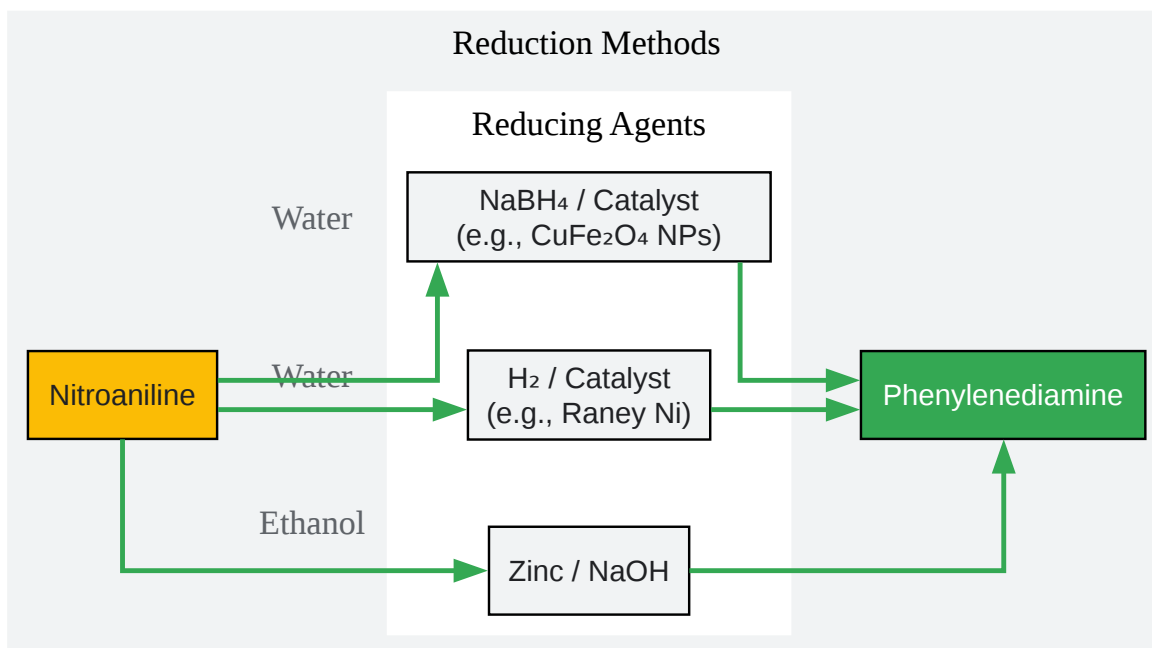 Reduction Methods
Reducing Agents
Water
NaBH₄ / Catalyst
(e.g., CuFe₂O₄ NPs)
Nitroaniline
Water
H₂ / Catalyst
(e.g., Raney Ni)
Phenylenediamine
Ethanol
Zinc / NaOH